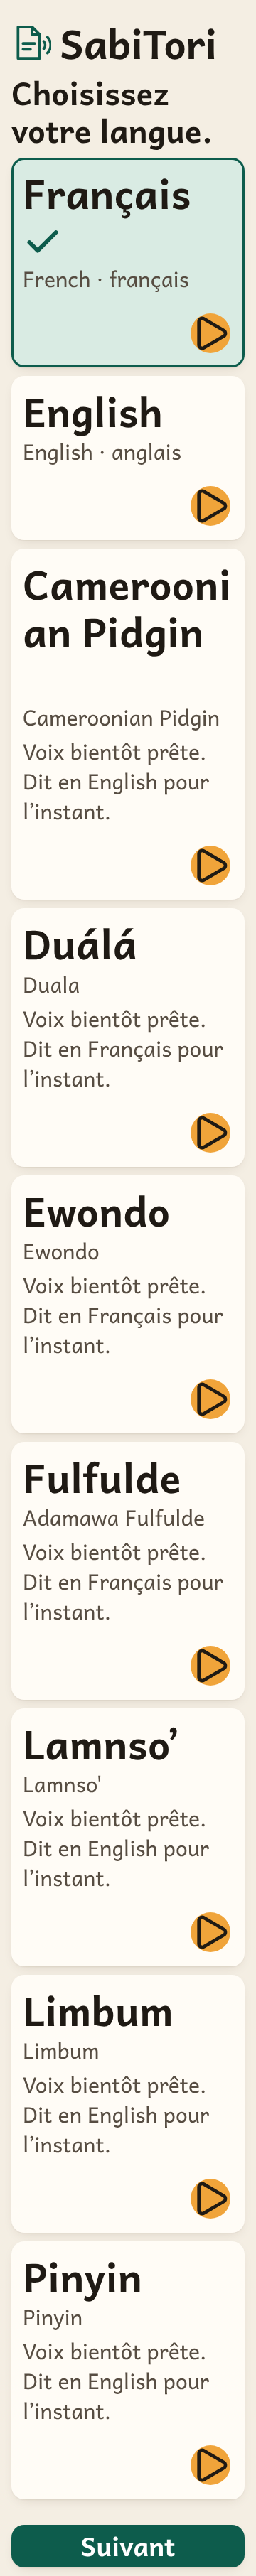 SabiTori
Choisissez
votre langue.
Français
French · français
English
English · anglais
Camerooni
an Pidgin
Cameroonian Pidgin
Voix bientôt prête.
Dit en English pour
l’instant.
Duálá
Duala
Voix bientôt prête.
Dit en Français pour
l’instant.
Ewondo
Ewondo
Voix bientôt prête.
Dit en Français pour
l’instant.
Fulfulde
Adamawa Fulfulde
Voix bientôt prête.
Dit en Français pour
l’instant.
Lamnso’
Lamnso'
Voix bientôt prête.
Dit en English pour
l’instant.
Limbum
Limbum
Voix bientôt prête.
Dit en English pour
l’instant.
Pinyin
Pinyin
Voix bientôt prête.
Dit en English pour
l’instant.
Suivant